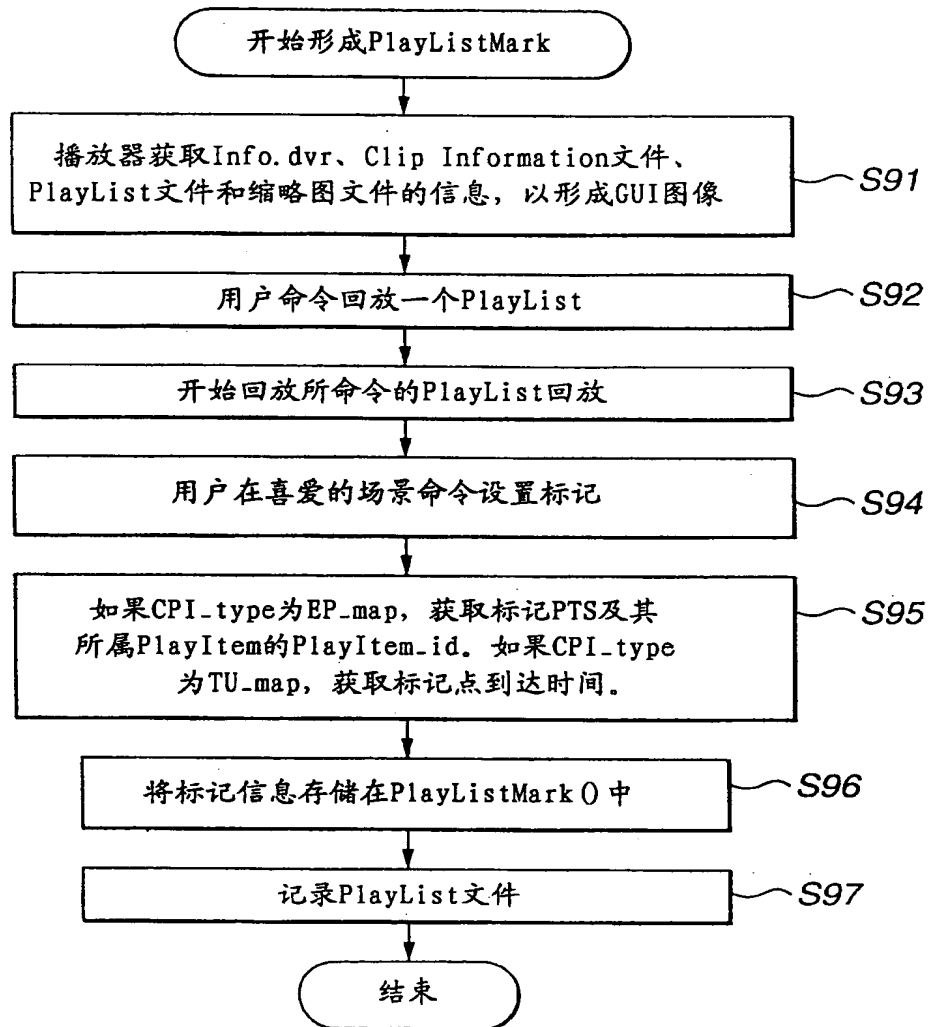 开始形成PlayListMark
播放器获取Info.dvr、Clip Information文件、
PlayList文件和缩略图文件的信息，以形成GUI图像
S91
用户命令回放一个PlayList
S92
开始回放所命令的PlayList回放
S93
用户在喜爱的场景命令设置标记
S94
如果CPI_type为EP_map，获取标记PTS及其
所属PlayItem的PlayItem_id。如果CPI_type
为TU_map，获取标记点到达时间。
S95
将标记信息存储在PlayListMark()中
S96
记录PlayList文件
S97
结束